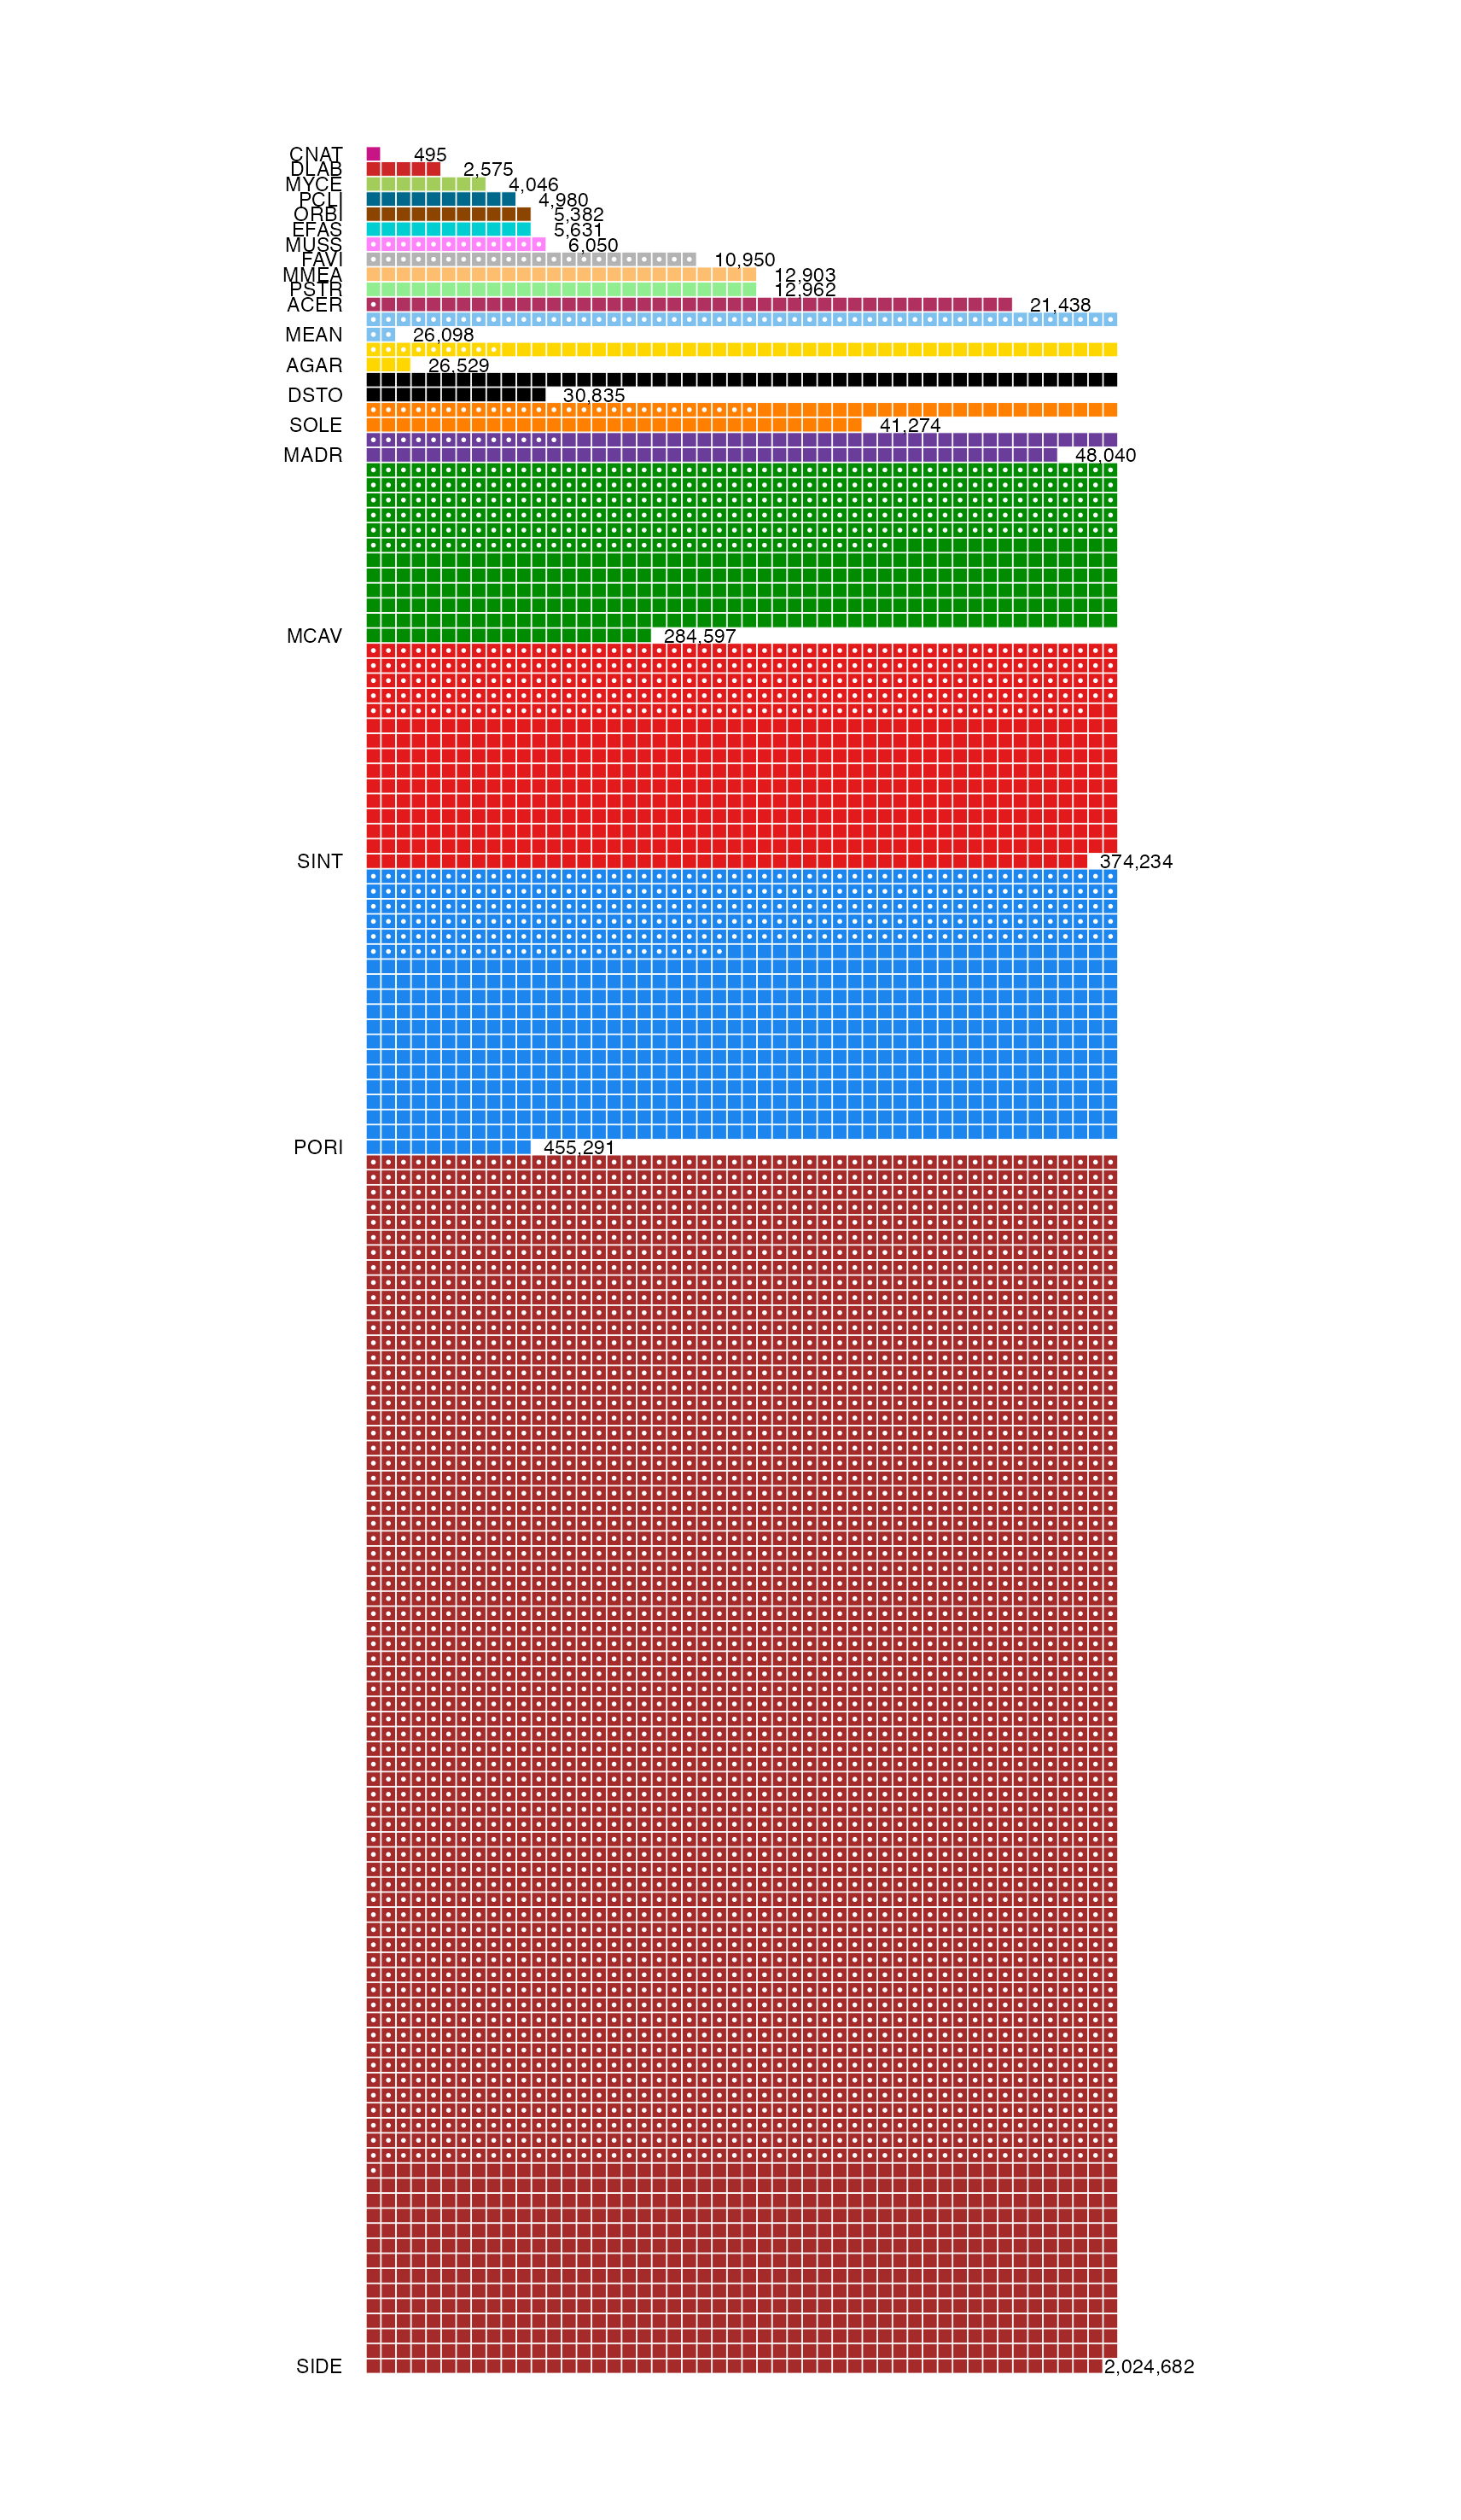 CNAT 495
DLAB 2,575
MYCE 4,046
PCLI 4,980
ORBI 5,382
EFAS 5,631
MUSS 6,050
FAVI 10,950
MMEA 12,903
PSTR 12,962
ACER 21,438
MEAN 26,098
AGAR 26,529
DSTO 30,835
SOLE 41,274
MADR 48,040
MCAV 284,597
SINT 374,234
PORI 455,291
SIDE 2,024,682